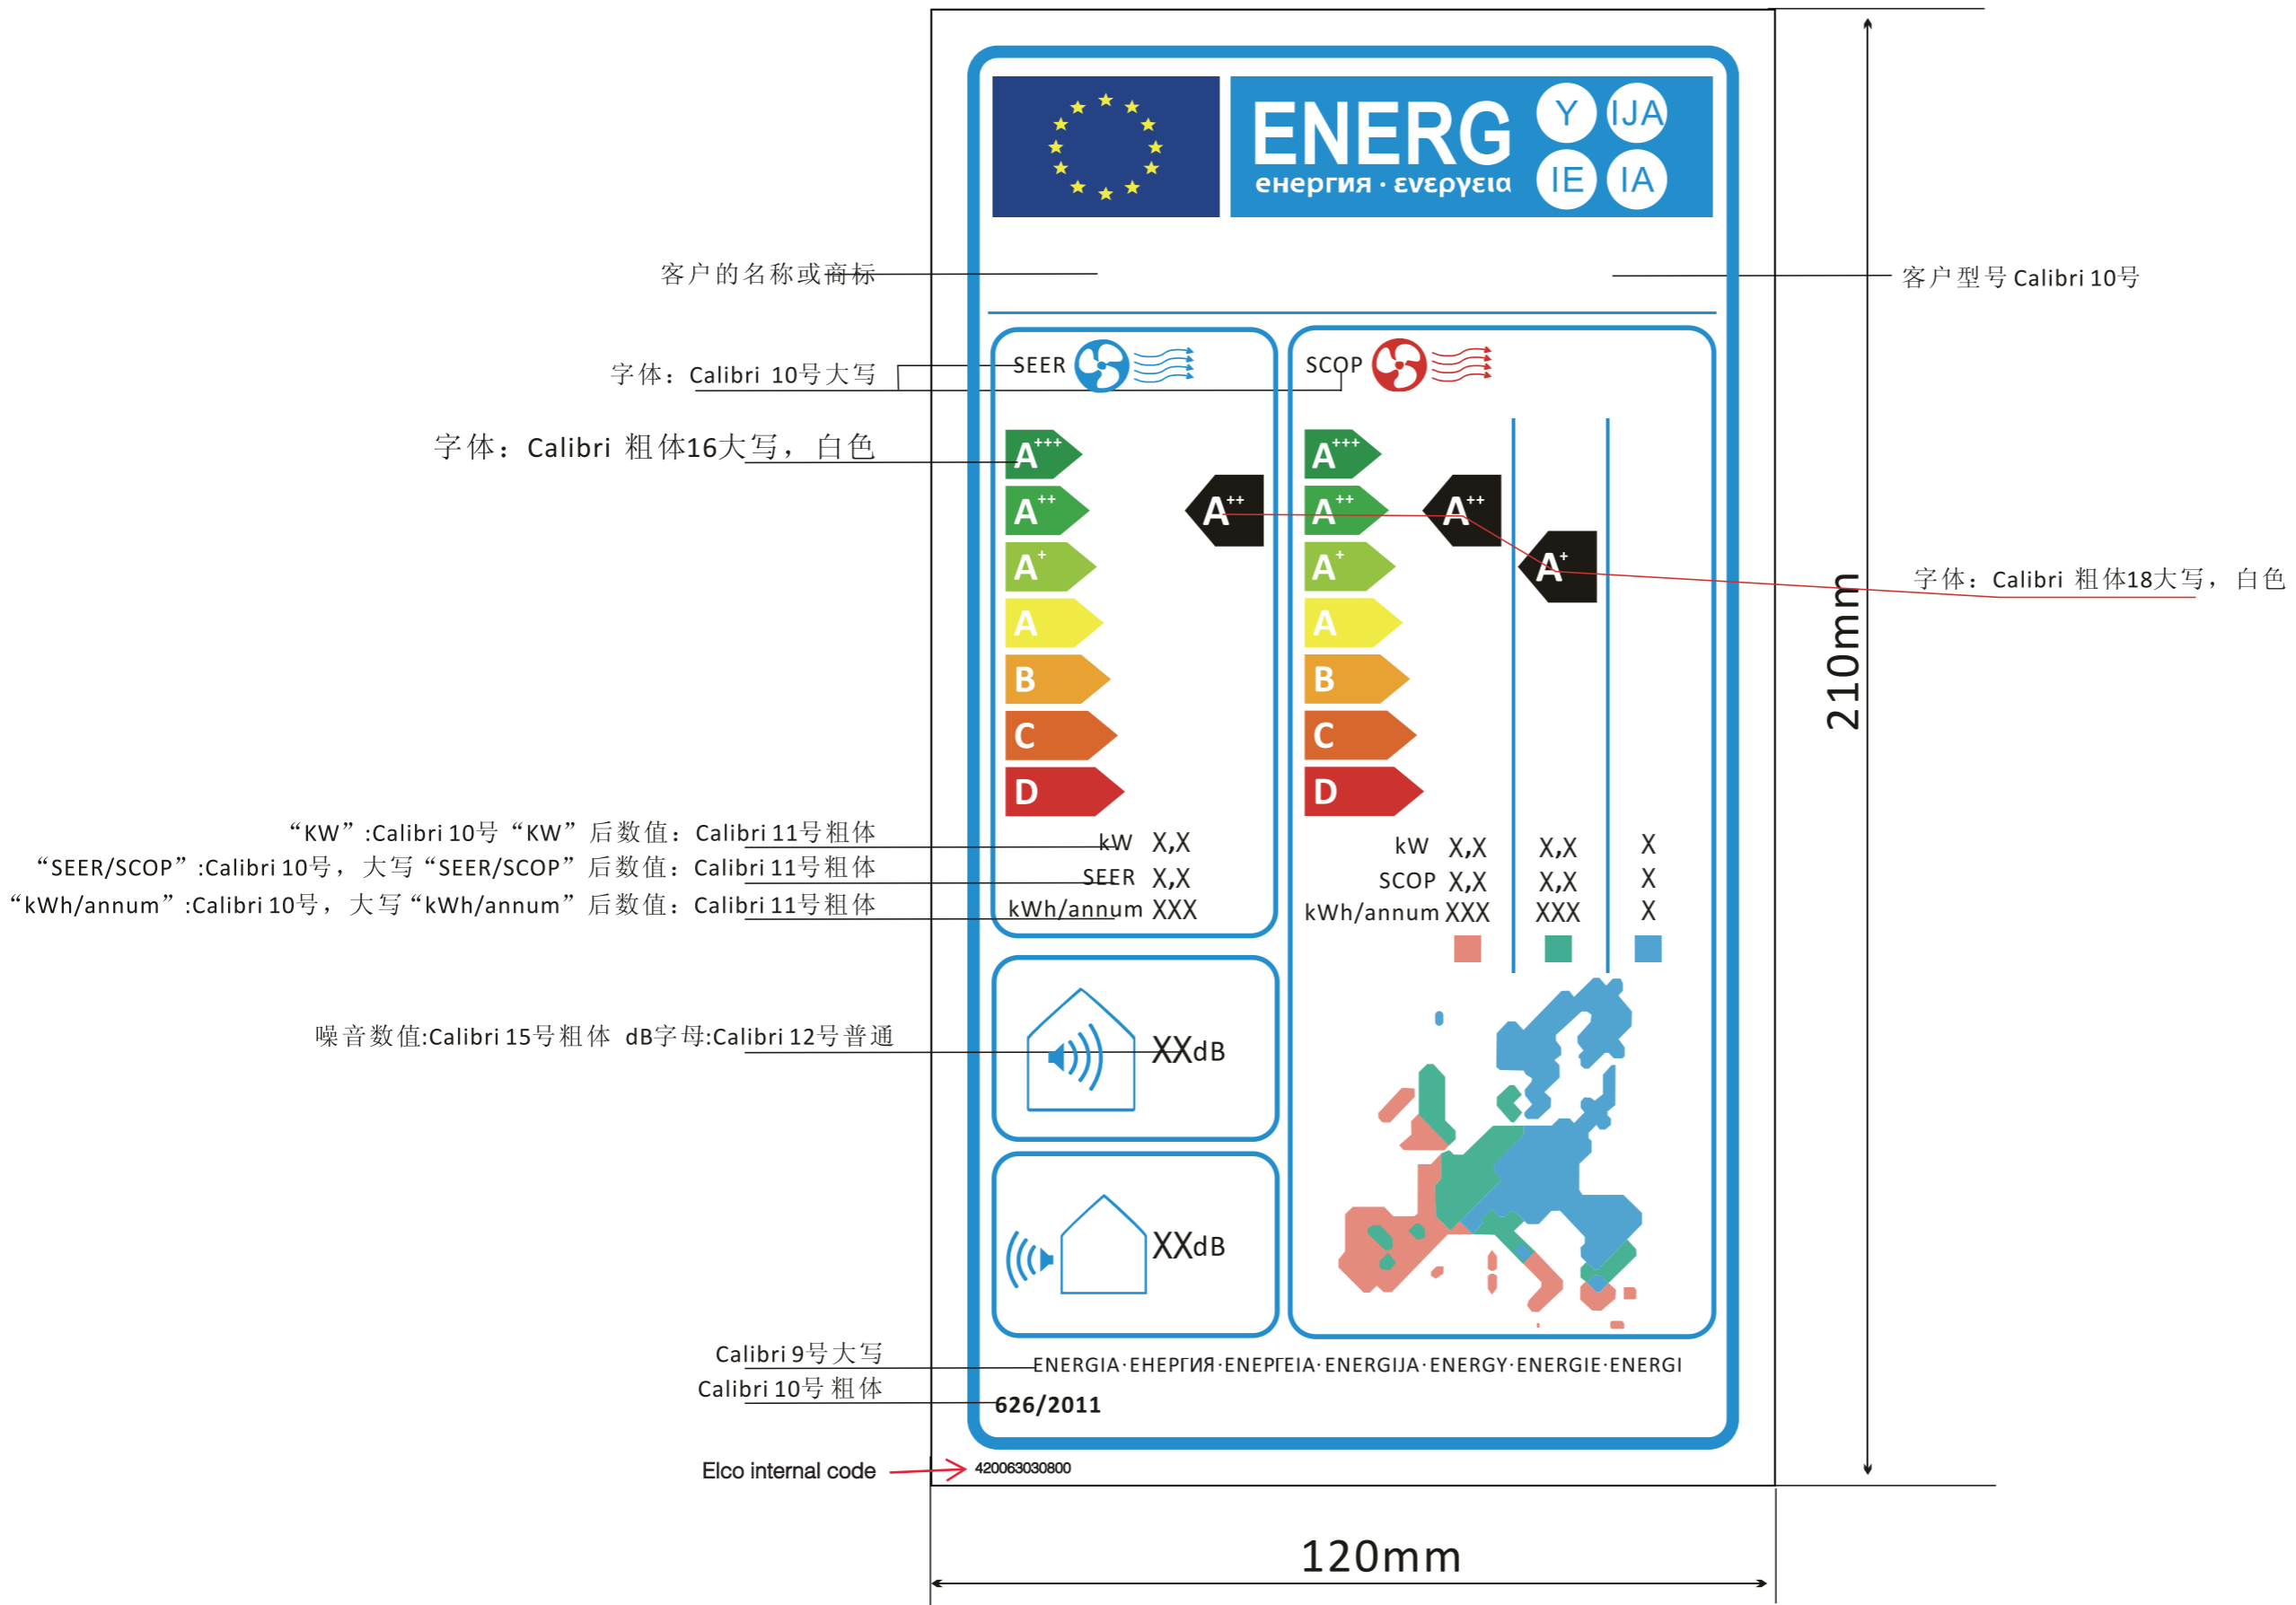 ENERG
Y
IJA
IE
IA
енергия · ενεργεια
客户的名称或商标
客户型号 Calibri 10号
字体：Calibri 10号大写
SEER
SCOP
字体：Calibri 粗体16大写，白色
A+++
A++
A+
A
B
C
D
A++
A+++
A++
A+
A
B
C
D
A++
A+
字体：Calibri 粗体18大写，白色
210mm
“KW”:Calibri 10号“KW”后数值：Calibri 11号粗体
“SEER/SCOP”:Calibri 10号，大写“SEER/SCOP”后数值：Calibri 11号粗体
“kWh/annum”:Calibri 10号，大写“kWh/annum”后数值：Calibri 11号粗体
kW X,X
SEER X,X
kWh/annum XXX
kW X,X X,X X
SCOP X,X X,X X
kWh/annum XXX XXX X
噪音数值:Calibri 15号粗体 dB字母:Calibri 12号普通
XXdB
XXdB
Calibri 9号大写
ENERGIA·ЕНЕРГИЯ·ΕΝΕΡΓΕΙΑ·ENERGIJA·ENERGY·ENERGIE·ENERGI
Calibri 10号 粗体
626/2011
Elco internal code
420063030800
120mm